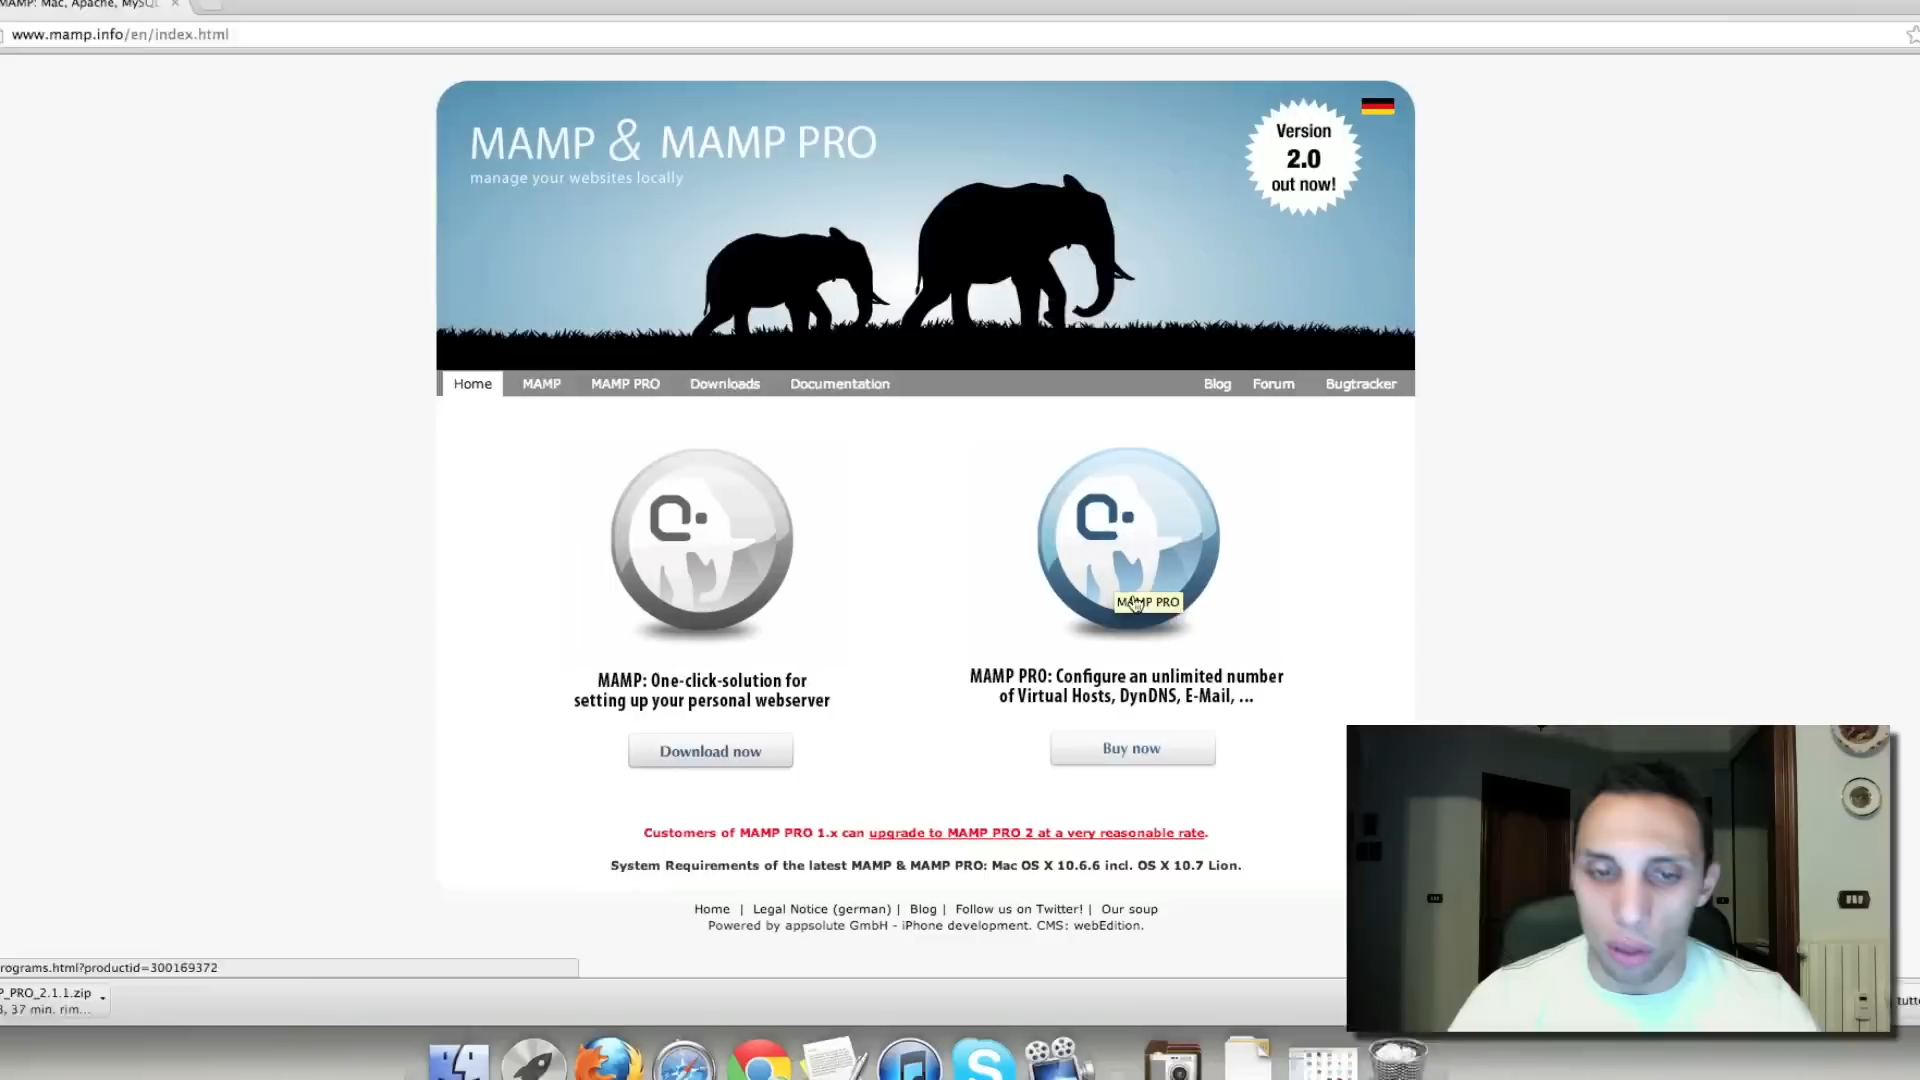 MAMP: Mac, Apache, MySQL
www.mamp.info/en/index.html
MAMP & MAMP PRO
manage your websites locally
Version
2.0
out now!
Home MAMP MAMP PRO Downloads Documentation Blog Forum Bugtracker
MAMP PRO
MAMP: One-click-solution for
setting up your personal webserver
MAMP PRO: Configure an unlimited number
of Virtual Hosts, DynDNS, E-Mail, ...
Download now
Buy now
Customers of MAMP PRO 1.x can upgrade to MAMP PRO 2 at a very reasonable rate.
System Requirements of the latest MAMP & MAMP PRO: Mac OS X 10.6.6 incl. OS X 10.7 Lion.
Home | Legal Notice (german) | Blog | Follow us on Twitter! | Our soup
Powered by appsolute GmbH - iPhone development. CMS: webEdition.
rograms.html?productid=300169372
P_PRO_2.1.1.zip
, 37 min. rim...
tutte